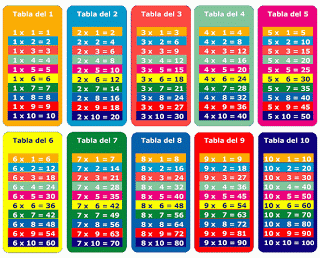 Tabla del 1
1 x 1 = 1
1 x 2 = 2
1 x 3 = 3
1 x 4 = 4
1 x 5 = 5
1 x 6 = 6
1 x 7 = 7
1 x 8 = 8
1 x 9 = 9
1 x 10 = 10
Tabla del 2
2 x 1 = 2
2 x 2 = 4
2 x 3 = 6
2 x 4 = 8
2 x 5 = 10
2 x 6 = 12
2 x 7 = 14
2 x 8 = 16
2 x 9 = 18
2 x 10 = 20
Tabla del 3
3 x 1 = 3
3 x 2 = 6
3 x 3 = 9
3 x 4 = 12
3 x 5 = 15
3 x 6 = 18
3 x 7 = 21
3 x 8 = 24
3 x 9 = 27
3 x 10 = 30
Tabla del 4
4 x 1 = 4
4 x 2 = 8
4 x 3 = 12
4 x 4 = 16
4 x 5 = 20
4 x 6 = 24
4 x 7 = 28
4 x 8 = 32
4 x 9 = 36
4 x 10 = 40
Tabla del 5
5 x 1 = 5
5 x 2 = 10
5 x 3 = 15
5 x 4 = 20
5 x 5 = 25
5 x 6 = 30
5 x 7 = 35
5 x 8 = 40
5 x 9 = 45
5 x 10 = 50
Tabla del 6
6 x 1 = 6
6 x 2 = 12
6 x 3 = 18
6 x 4 = 24
6 x 5 = 30
6 x 6 = 36
6 x 7 = 42
6 x 8 = 48
6 x 9 = 54
6 x 10 = 60
Tabla del 7
7 x 1 = 7
7 x 2 = 14
7 x 3 = 21
7 x 4 = 28
7 x 5 = 35
7 x 6 = 42
7 x 7 = 49
7 x 8 = 56
7 x 9 = 63
7 x 10 = 70
Tabla del 8
8 x 1 = 8
8 x 2 = 16
8 x 3 = 24
8 x 4 = 32
8 x 5 = 40
8 x 6 = 48
8 x 7 = 56
8 x 8 = 64
8 x 9 = 72
8 x 10 = 80
Tabla del 9
9 x 1 = 9
9 x 2 = 18
9 x 3 = 27
9 x 4 = 36
9 x 5 = 45
9 x 6 = 54
9 x 7 = 63
9 x 8 = 72
9 x 9 = 81
9 x 10 = 90
Tabla del 10
10 x 1 = 10
10 x 2 = 20
10 x 3 = 30
10 x 4 = 40
10 x 5 = 50
10 x 6 = 60
10 x 7 = 70
10 x 8 = 80
10 x 9 = 90
10 x 10 = 100